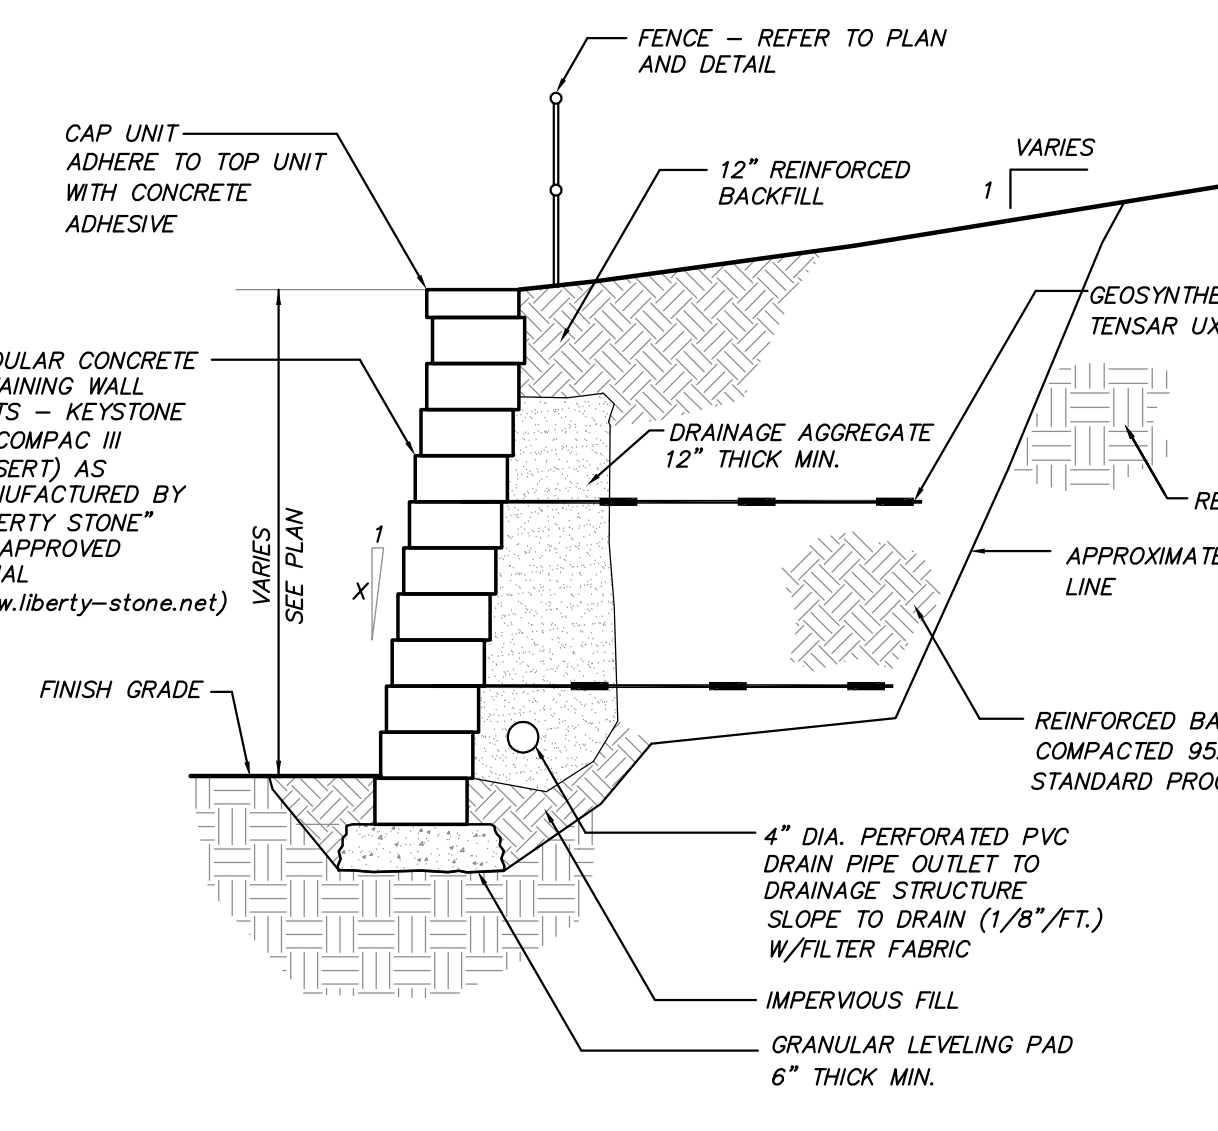 FENCE – REFER TO PLAN
AND DETAIL
CAP UNIT
ADHERE TO TOP UNIT
WITH CONCRETE
ADHESIVE
12" REINFORCED
BACKFILL
VARIES
1
GEOSYNTHE
TENSAR UX
DULAR CONCRETE
AINING WALL
TS – KEYSTONE
COMPAC III
SERT) AS
NUFACTURED BY
ERTY STONE"
APPROVED
AL
w.liberty–stone.net)
DRAINAGE AGGREGATE
12" THICK MIN.
RE
VARIES
SEE PLAN
1
X
APPROXIMATE
LINE
FINISH GRADE
REINFORCED BA
COMPACTED 95
STANDARD PROC
4" DIA. PERFORATED PVC
DRAIN PIPE OUTLET TO
DRAINAGE STRUCTURE
SLOPE TO DRAIN (1/8"/FT.)
W/FILTER FABRIC
IMPERVIOUS FILL
GRANULAR LEVELING PAD
6" THICK MIN.